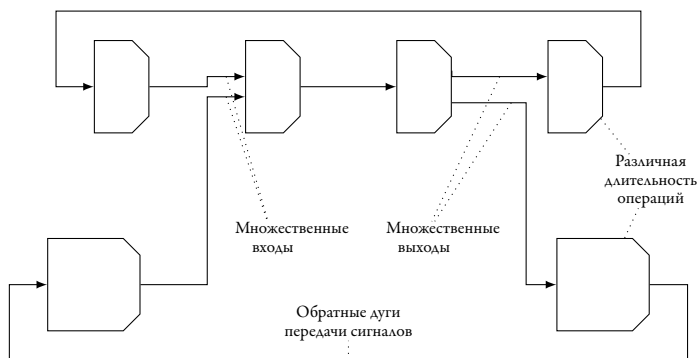 Различная
длительность
операций
Множественные
входы
Множественные
выходы
Обратные дуги
передачи сигналов